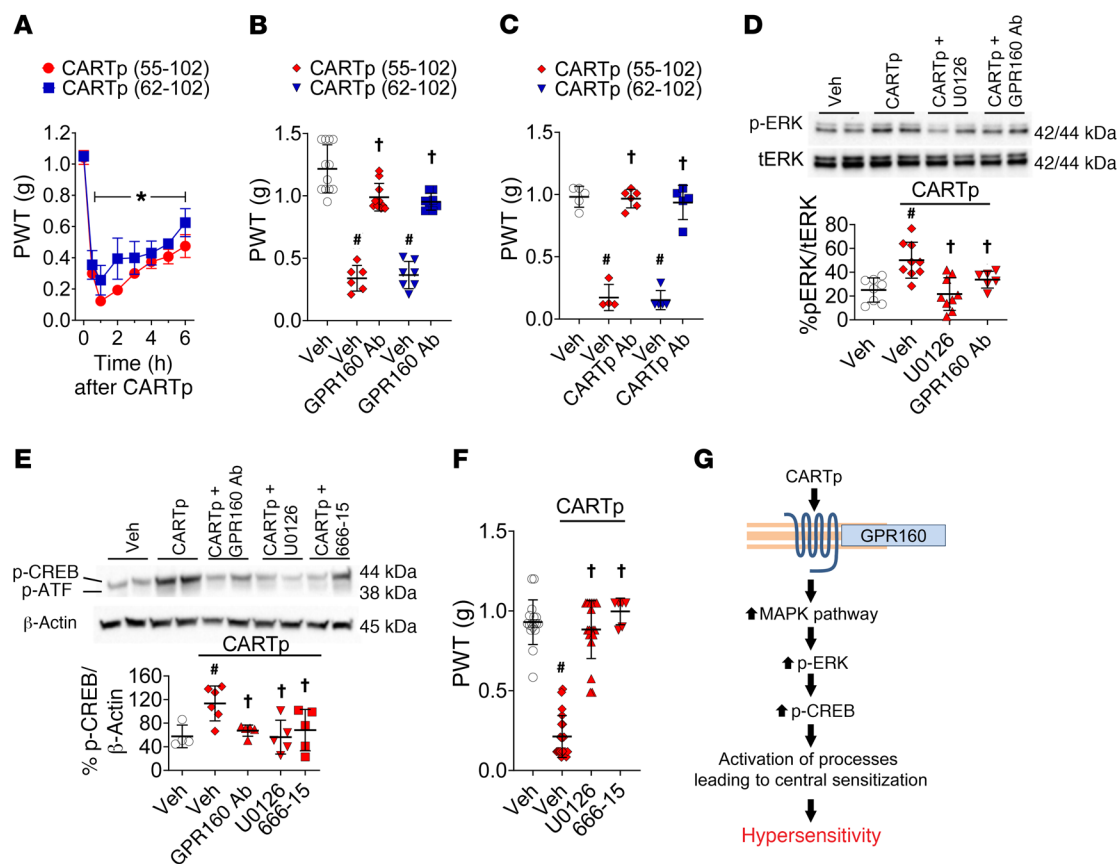 A
CARTp (55-102)
CARTp (62-102)
PWT (g)
1.2
1.0
0.8
0.6
0.4
0.2
0.0
*
0 2 4 6
Time (h)
after CARTp
B
CARTp (55-102)
CARTp (62-102)
PWT (g)
1.5
1.0
0.5
0.0
† †
# #
Veh
Veh
GPR160 Ab
Veh
GPR160 Ab
C
CARTp (55-102)
CARTp (62-102)
PWT (g)
1.5
1.0
0.5
0.0
† †
# #
Veh
Veh
CARTp Ab
Veh
CARTp Ab
D
Veh
CARTp
CARTp +
U0126
CARTp +
GPR160 Ab
p-ERK
42/44 kDa
tERK
42/44 kDa
CARTp
%pERK/tERK
100
80
60
40
20
0
# † †
Veh
Veh
U0126
GPR160 Ab
E
Veh
CARTp
CARTp +
GPR160 Ab
CARTp +
U0126
CARTp +
666-15
p-CREB
44 kDa
p-ATF
38 kDa
β-Actin
45 kDa
CARTp
% p-CREB/
β-Actin
160
120
80
40
0
# † † †
Veh
Veh
GPR160 Ab
U0126
666-15
F
CARTp
PWT (g)
1.5
1.0
0.5
0.0
# † †
Veh
Veh
U0126
666-15
G
CARTp
GPR160
MAPK pathway
p-ERK
p-CREB
Activation of processes
leading to central sensitization
Hypersensitivity